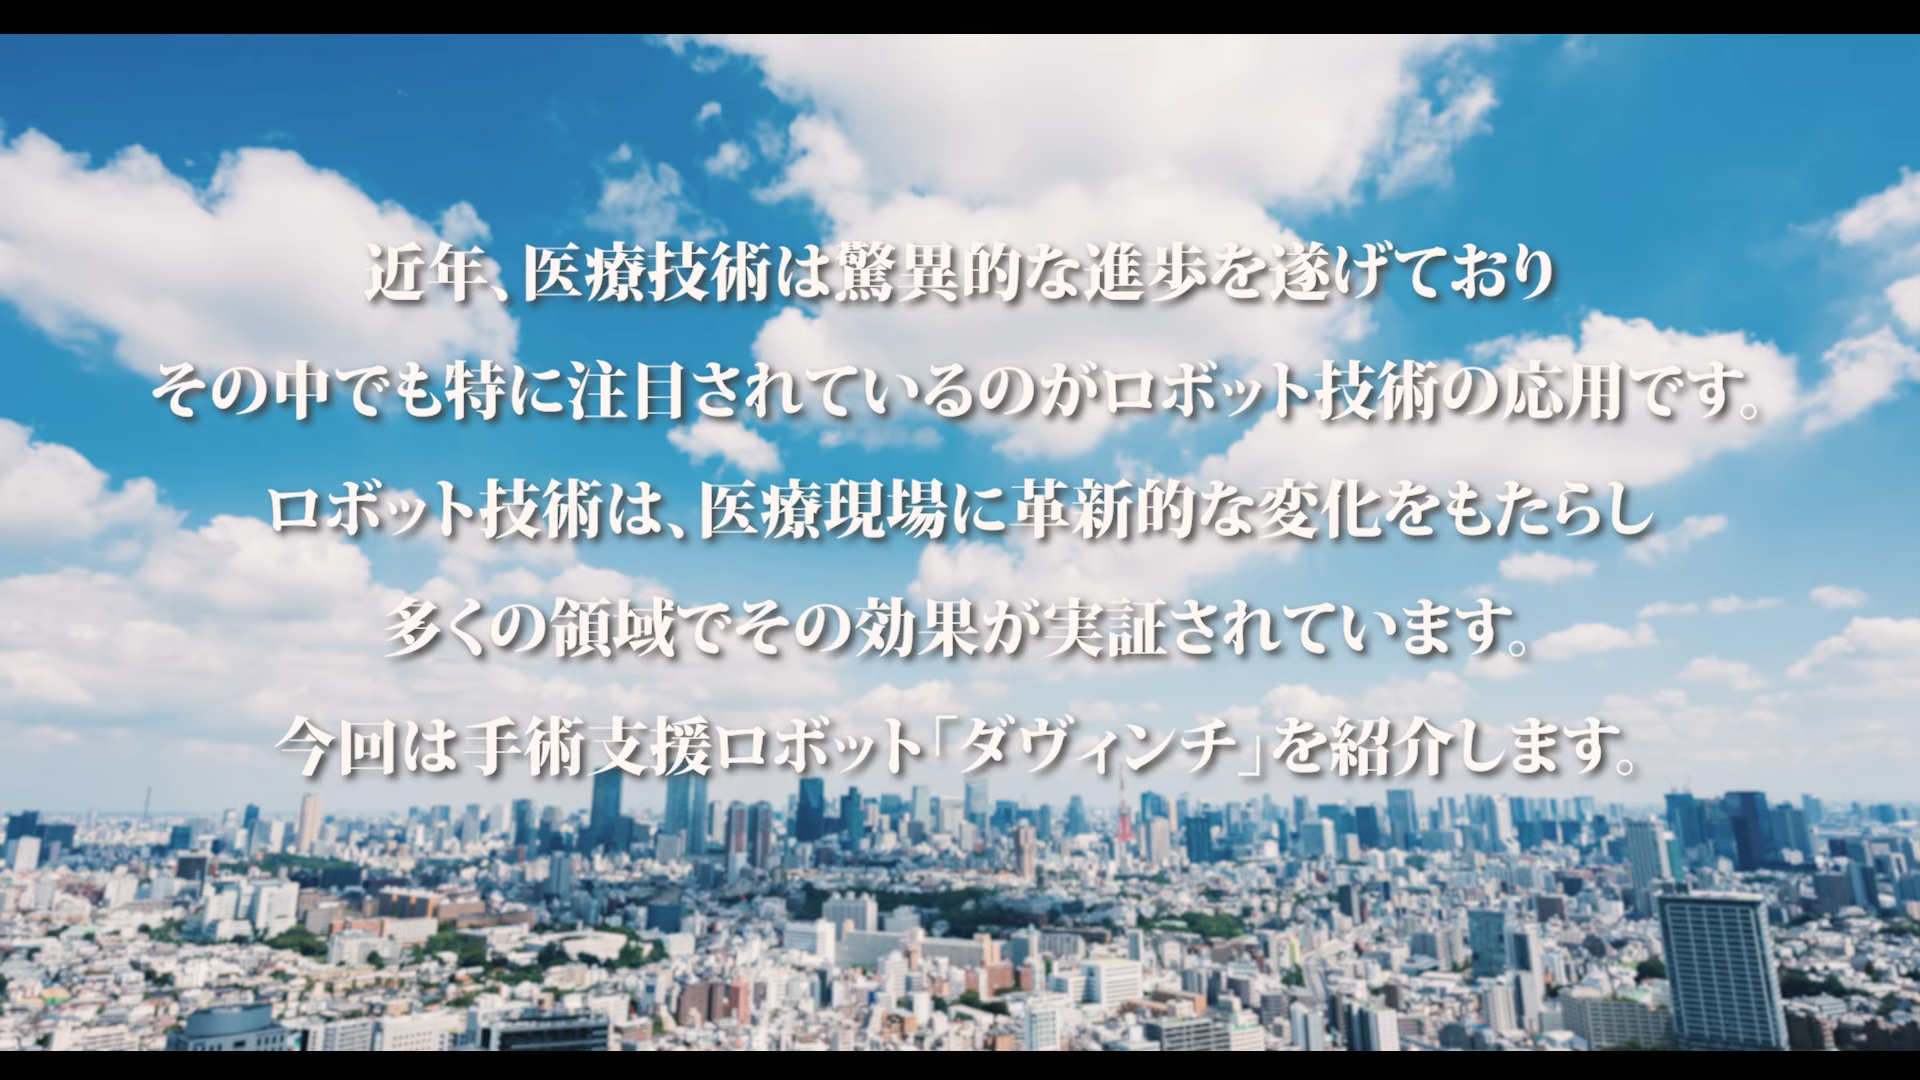 近年、医療技術は驚異的な進歩を遂げており
その中でも特に注目されているのがロボット技術の応用です。
ロボット技術は、医療現場に革新的な変化をもたらし
多くの領域でその効果が実証されています。
今回は手術支援ロボット「ダヴィンチ」を紹介します。